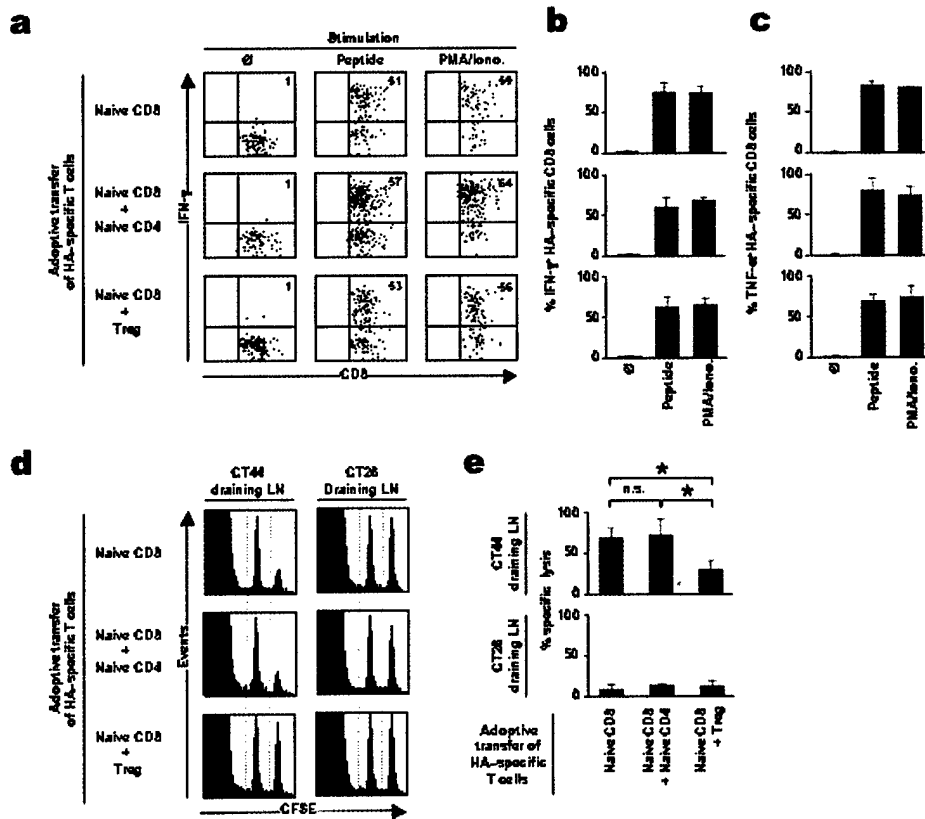 a
Stimulation
Ø
Peptide
PMA/Iono.
Adoptive transfer
of HA-specific T cells
Naive CD8
Naive CD8
+
Naive CD4
Naive CD8
+
Treg
IFN-γ
1
51
1
57
64
1
53
56
CD8
b
% IFN-γ+ HA-specific CD8 cells
100
50
0
100
50
0
100
50
0
Ø
Peptide
PMA/Iono.
c
% TNF-α+ HA-specific CD8 cells
100
50
0
100
50
0
100
50
0
Ø
Peptide
PMA/Iono.
d
CT44
draining LN
CT26
Draining LN
Adoptive transfer
of HA-specific T cells
Naive CD8
Naive CD8
+
Naive CD4
Naive CD8
+
Treg
Events
CFSE
e
*
n.s.
*
% specific lysis
CT44
draining LN
100
50
0
CT26
draining LN
100
50
0
Adoptive
transfer of
HA-specific
T cells
Naive CD8
Naive CD8
+ Naive CD4
Naive CD8
+ Treg